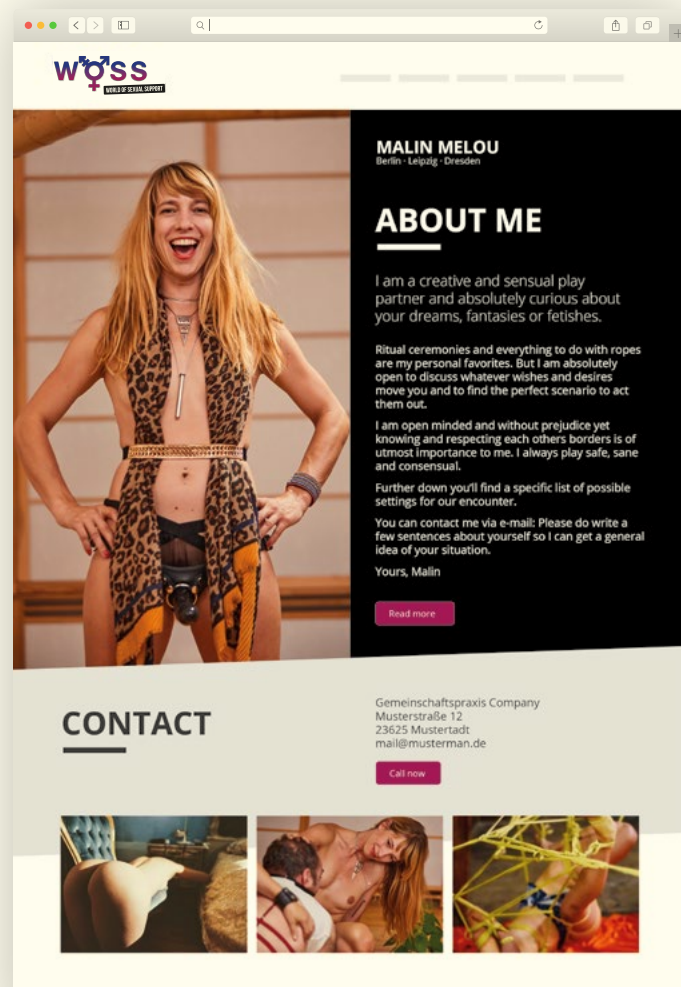 WOSS
WORLD OF SEXUAL SUPPORT
MALIN MELOU
Berlin · Leipzig · Dresden
ABOUT ME
I am a creative and sensual play
partner and absolutely curious about
your dreams, fantasies or fetishes.
Ritual ceremonies and everything to do with ropes
are my personal favorites. But I am absolutely
open to discuss whatever wishes and desires
move you and to find the perfect scenario to act
them out.
I am open minded and without prejudice yet
knowing and respecting each others borders is of
utmost importance to me. I always play safe, sane
and consensual.
Further down you'll find a specific list of possible
settings for our encounter.
You can contact me via e-mail: Please do write a
few sentences about yourself so I can get a general
idea of your situation.
Yours, Malin
Read more
CONTACT
Gemeinschaftspraxis Company
Musterstraße 12
23625 Mustertadt
mail@musterman.de
Call now